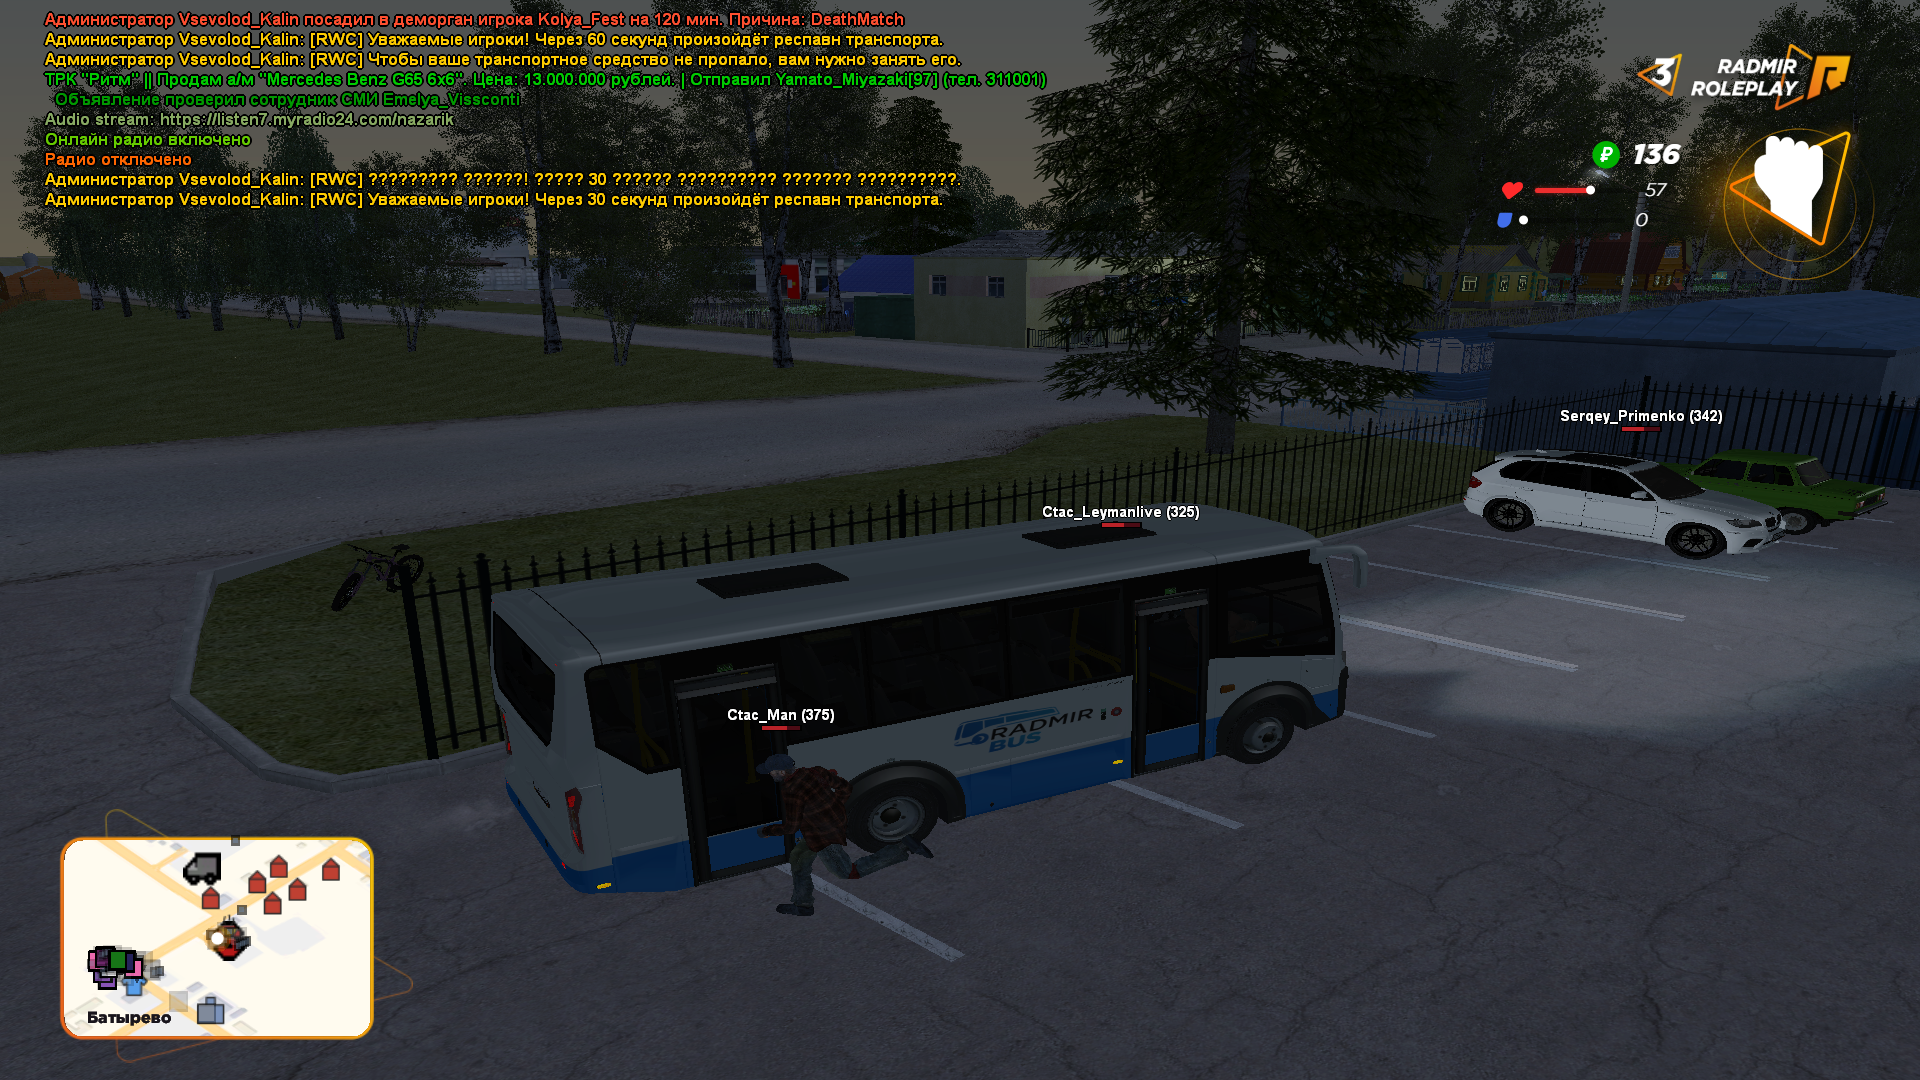 Администратор Vsevolod_Kalin посадил в деморган игрока Kolya_Fest на 120 мин. Причина: DeathMatch
Администратор Vsevolod_Kalin: [RWC] Уважаемые игроки! Через 60 секунд произойдёт респавн транспорта.
Администратор Vsevolod_Kalin: [RWC] Чтобы ваше транспортное средство не пропало, вам нужно занять его.
ТРК "Ритм" || Продам а/м "Mercedes Benz G65 6x6". Цена: 13.000.000 рублей. | Отправил Yamato_Miyazaki[97] (тел. 311001)
Объявление проверил сотрудник СМИ Emelya_Vissconti
Audio stream: https://listen7.myradio24.com/nazarik
Онлайн радио включено
Радио отключено
Администратор Vsevolod_Kalin: [RWC] ????????? ??????! ????? 30 ?????? ?????????? ??????? ??????????.
Администратор Vsevolod_Kalin: [RWC] Уважаемые игроки! Через 30 секунд произойдёт респавн транспорта.
3
RADMIR
ROLEPLAY
₽ 136
57
0
Serqey_Primenko (342)
Ctac_Leymanlive (325)
Ctac_Man (375)
RADMIR
BUS
Батырево